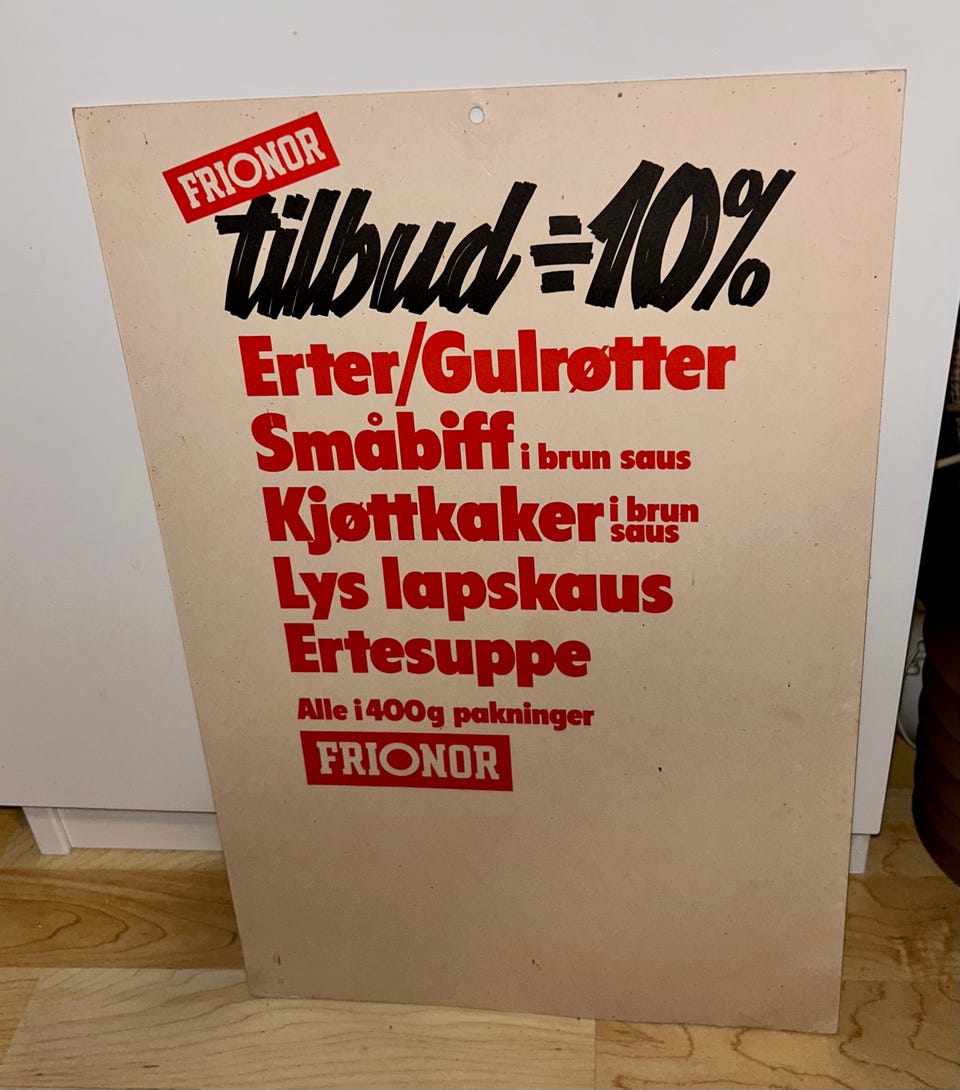 FRIONOR
tilbud ÷10%
Erter/Gulrøtter
Småbiff i brun saus
Kjøttkaker i brun saus
Lys lapskaus
Ertesuppe
Alle i 400g pakninger
FRIONOR